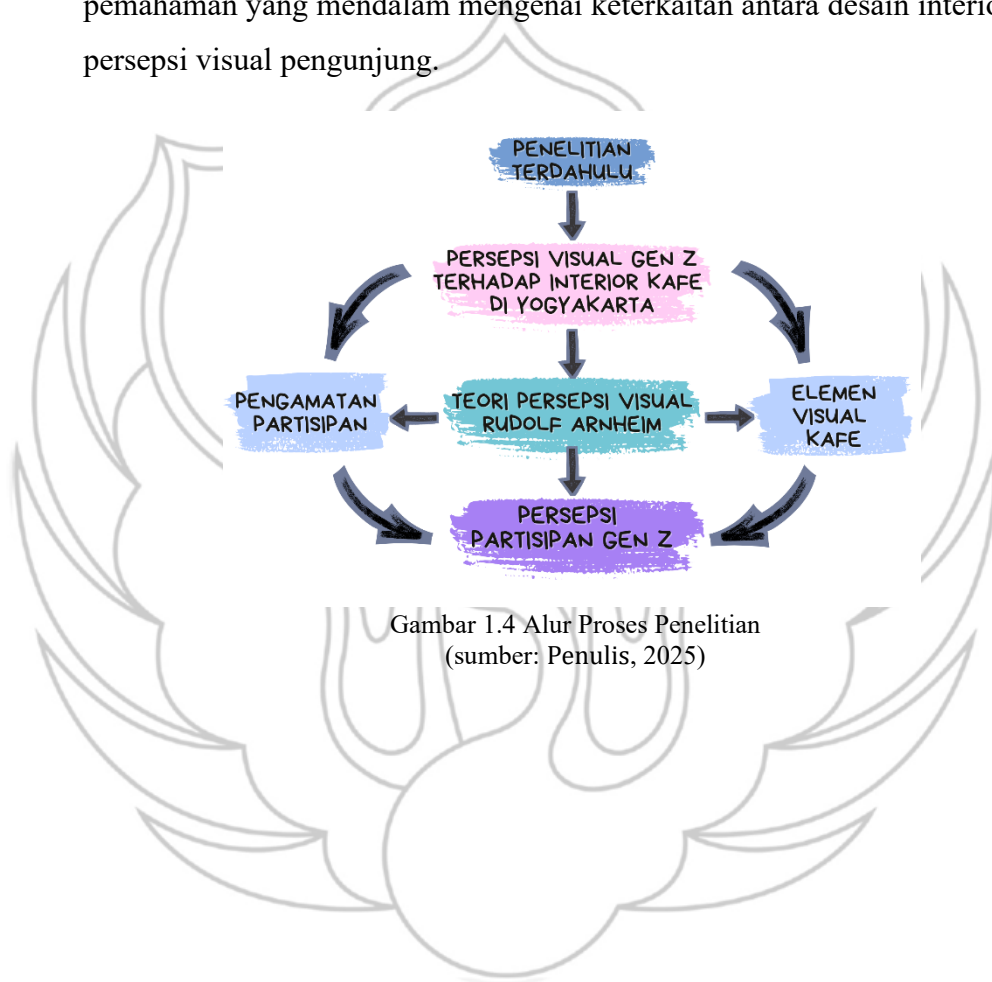 pemahaman yang mendalam mengenai keterkaitan antara desain
persepsi visual pengunjung.
PENELITIAN
TERDAHULU
PERSEPSI VISUAL GEN Z
TERHADAP INTERIOR KAFE
DI YOGYAKARTA
PENGAMATAN
PARTISIPAN
TEORI PERSEPSI VISUAL
RUDOLF ARNHEIM
ELEMEN
VISUAL
KAFE
PERSEPSI
PARTISIPAN GEN Z
Gambar 1.4 Alur Proses Penelitian
(sumber: Penulis, 2025)